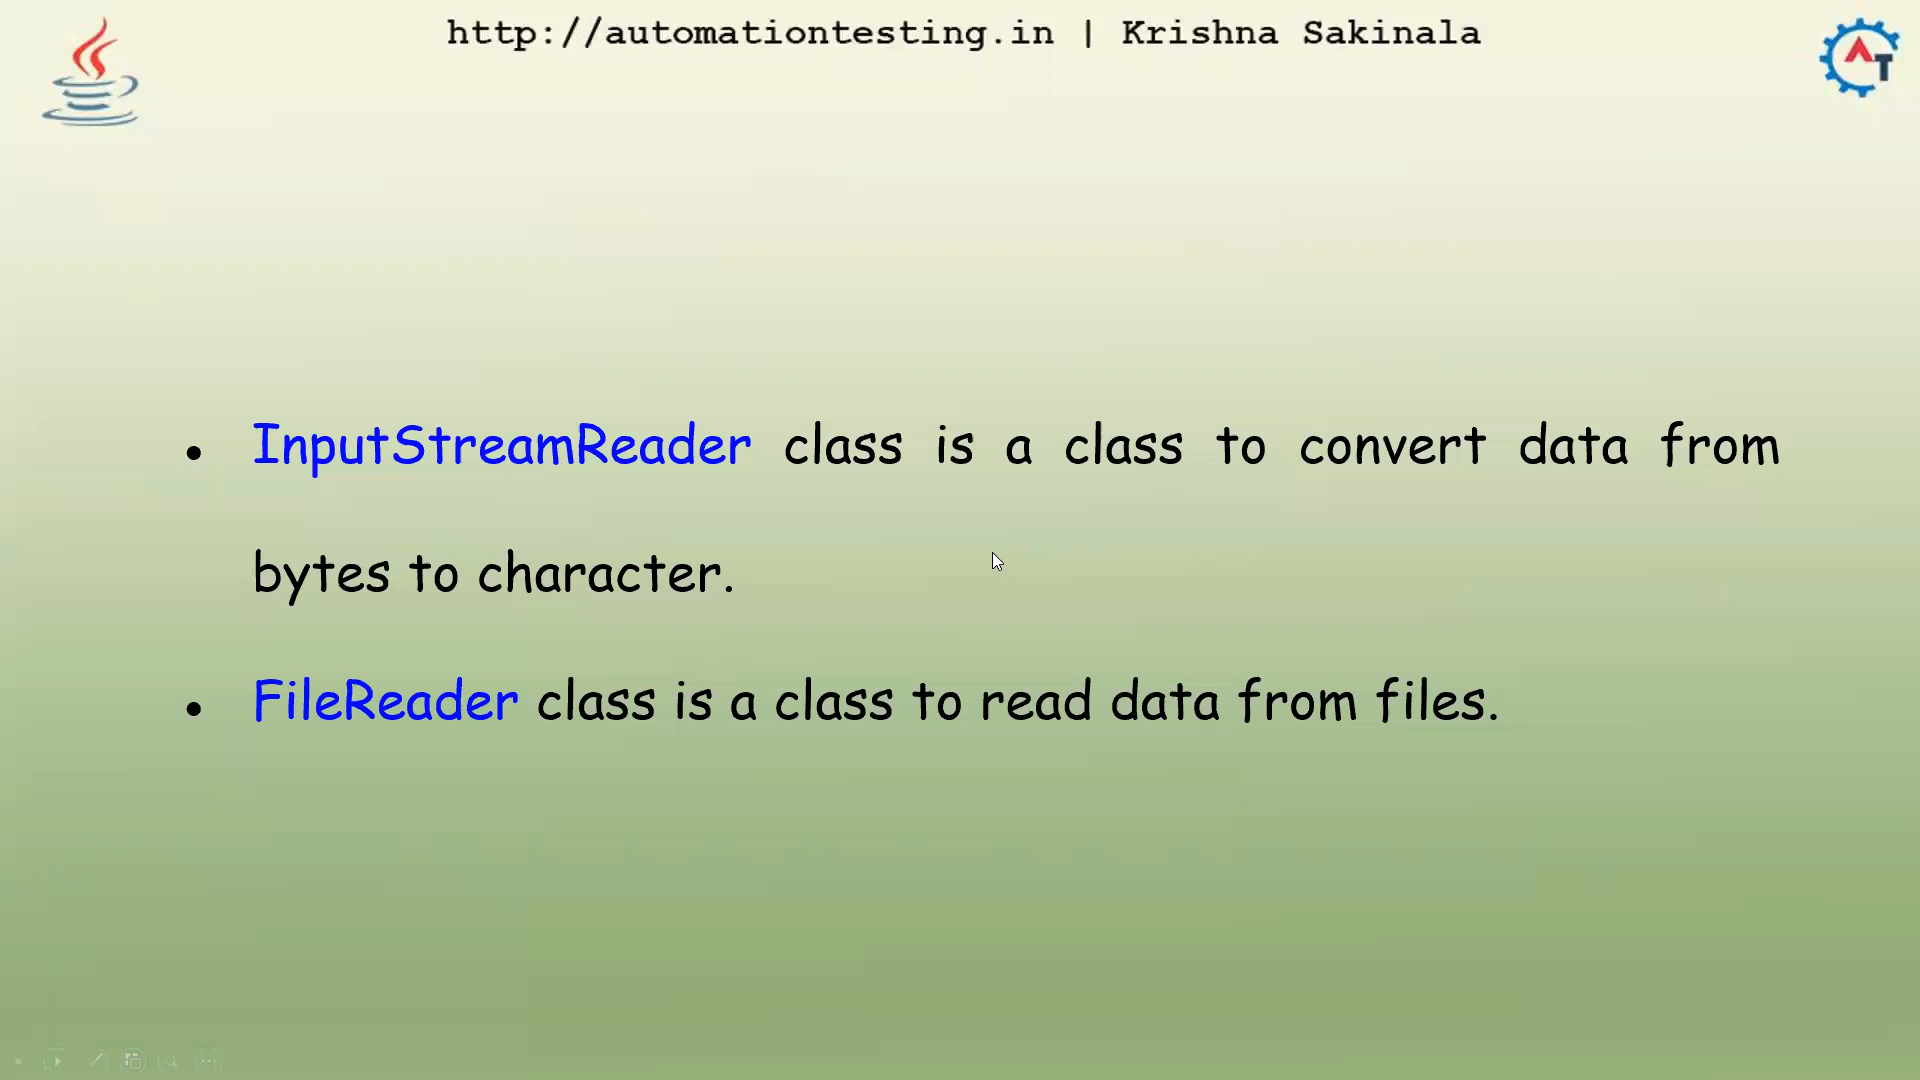 http://automationtesting.in | Krishna Sakinala
AT
• InputStreamReader class is a class to convert data from
bytes to character.
• FileReader class is a class to read data from files.